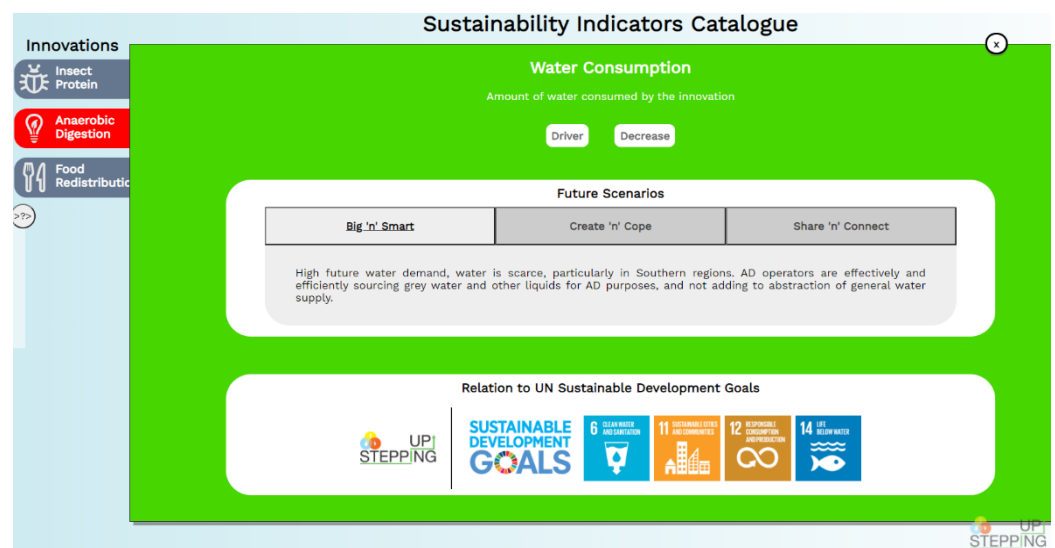 Sustainability Indicators Catalogue
Innovations
x
Insect
Protein
Anaerobic
Digestion
Food
Redistributic
>?>
Water Consumption
Amount of water consumed by the innovation
Driver Decrease
Future Scenarios
Big 'n' Smart Create 'n' Cope Share 'n' Connect
High future water demand, water is scarce, particularly in Southern regions. AD operators are effectively and
efficiently sourcing grey water and other liquids for AD purposes, and not adding to abstraction of general water
supply.
Relation to UN Sustainable Development Goals
UP
STEPPING
SUSTAINABLE
DEVELOPMENT
GOALS
6 CLEAN WATER
AND SANITATION
11 SUSTAINABLE CITIES
AND COMMUNITIES
12 RESPONSIBLE
CONSUMPTION
AND PRODUCTION
14 LIFE
BELOW WATER
UP
STEPPING